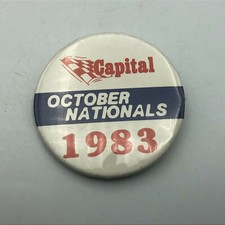 Capital
OCTOBER
NATIONALS
1983